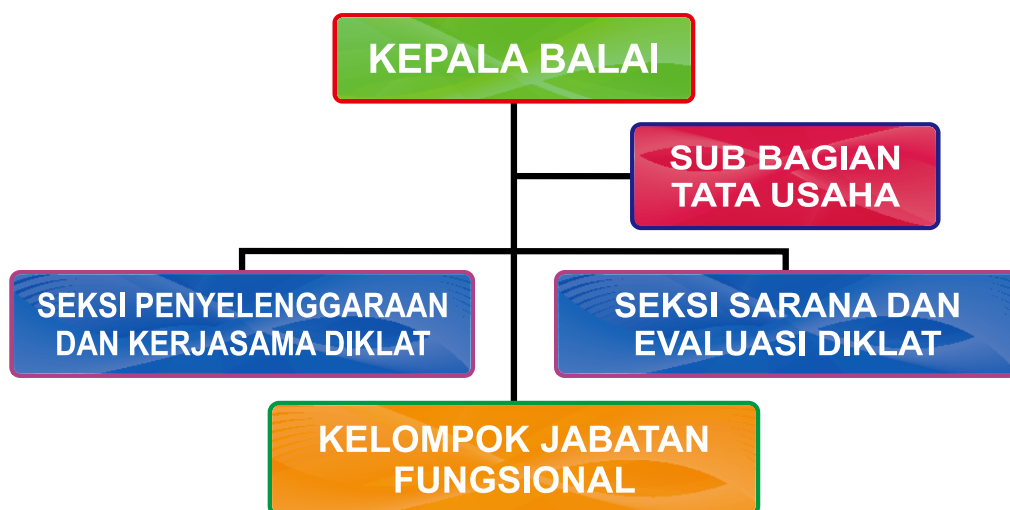 KEPALA BALAI
SUB BAGIAN
TATA USAHA
SEKSI PENYELENGGARAAN
DAN KERJASAMA DIKLAT
SEKSI SARANA DAN
EVALUASI DIKLAT
KELOMPOK JABATAN
FUNGSIONAL